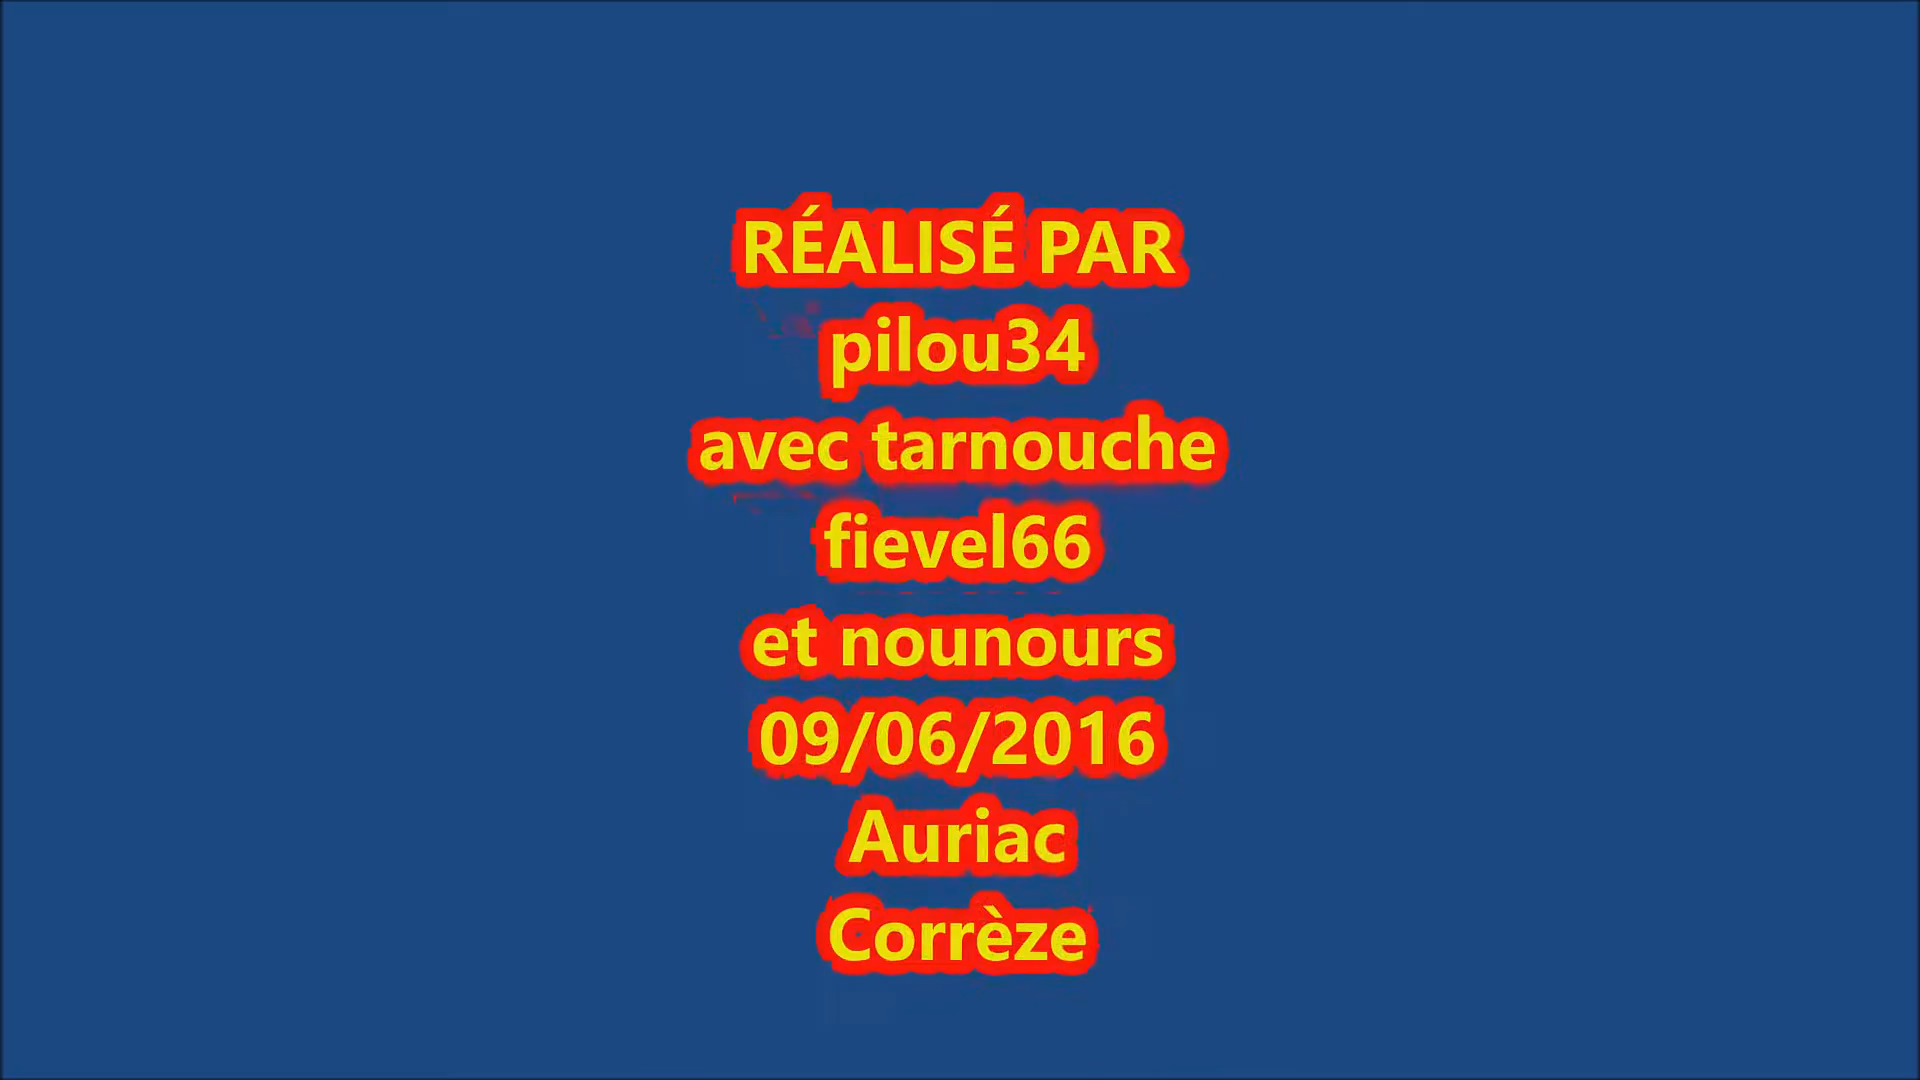 RÉALISÉ PAR
pilou34
avec tarnouche
fievel66
et nounours
09/06/2016
Auriac
Corrèze